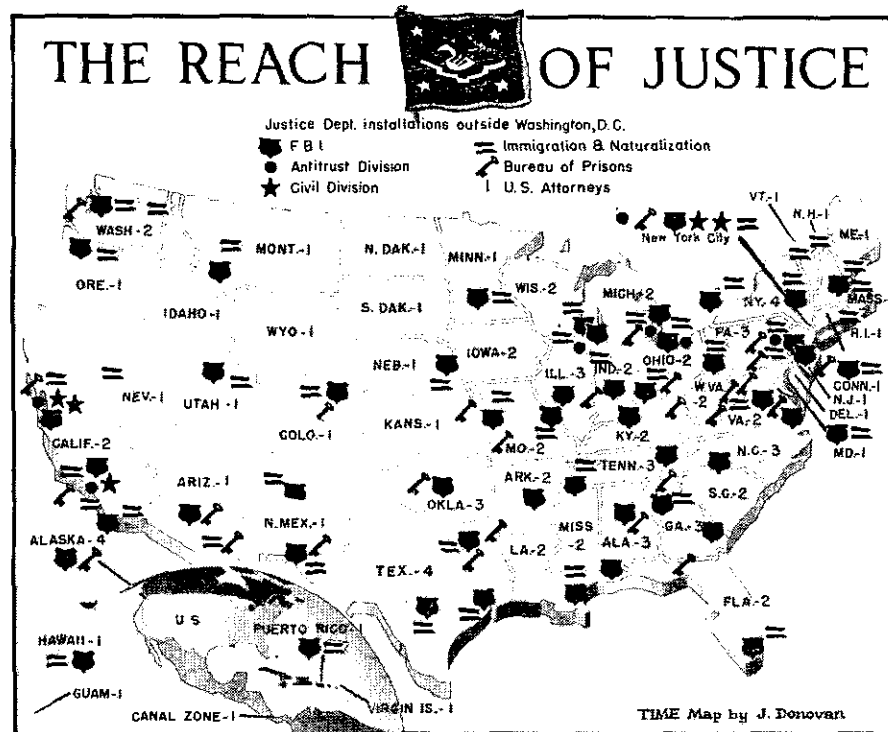 THE REACH OF JUSTICE
Justice Dept. installations outside Washington, D.C.
FBI
Antitrust Division
Civil Division
Immigration & Naturalization
Bureau of Prisons
U.S. Attorneys
VT.-1
N.H.-1
ME.-1
New York City
WASH-2
MONT.-1
N. DAK.-1
MINN.-1
ORE.-1
WIS.-2
MICH.-2
NY.-4
MASS.-
IDAHO-1
S. DAK.-1
WYO-1
PA.-3
R.I.-1
NEB.-1
IOWA-2
ILL.-3
IND.-2
OHIO-2
W.VA.
-2
CONN.-1
N.J.-1
DEL.-1
NEV.-1
UTAH-1
COLO.-1
KANS.-1
MO.-2
KY.-2
VA.-2
MD.-1
CALIF.-2
ARIZ.-1
N.MEX.-1
OKLA-3
ARK.-2
TENN.-3
N.C.-3
S.C.-2
ALASKA-4
TEX.-4
LA.-2
MISS
-2
ALA.-3
GA.-3
FLA.-2
U S
PUERTO RICO-1
HAWAII-1
GUAM-1
CANAL ZONE-1
VIRGIN IS.-1
TIME Map by J. Donovan